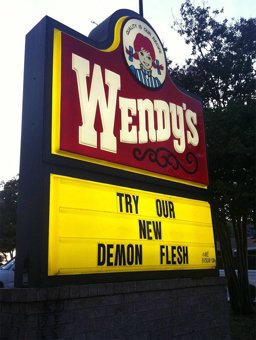 QUALITY IS OUR RECIPE
WENDY'S
TRY OUR
NEW
DEMON FLESH